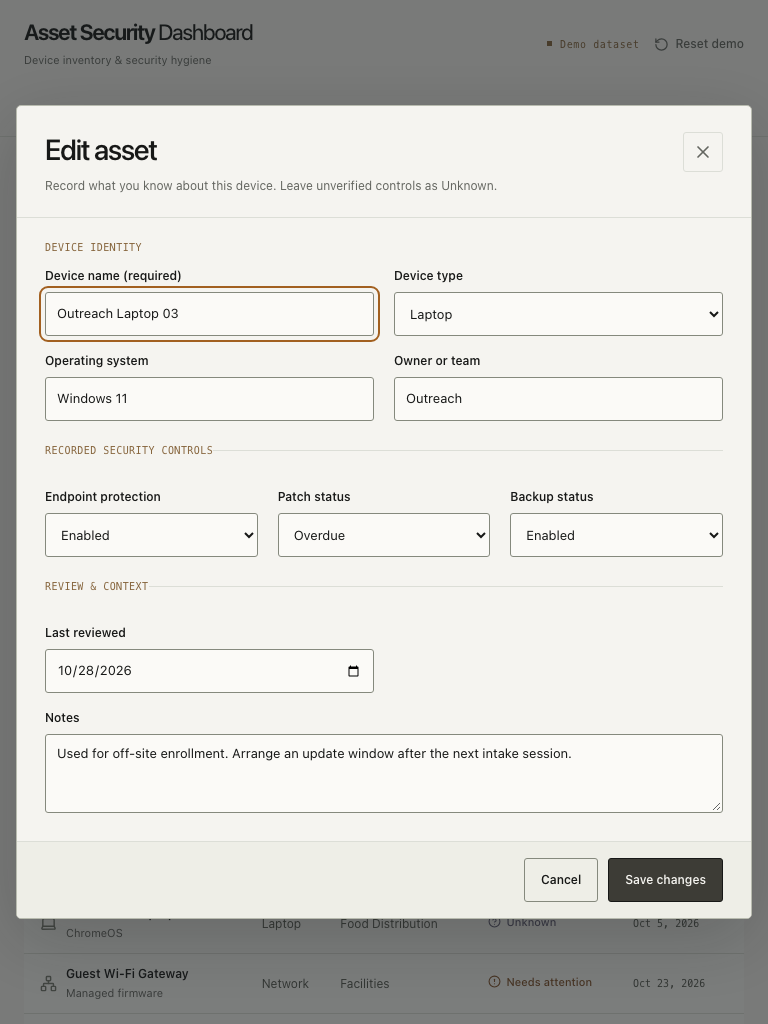 Asset Security Dashboard
Device inventory & security hygiene
Demo dataset
Reset demo
Edit asset
Record what you know about this device. Leave unverified controls as Unknown.
DEVICE IDENTITY
Device name (required)
Device type
Outreach Laptop 03
Laptop
Operating system
Owner or team
Windows 11
Outreach
RECORDED SECURITY CONTROLS
Endpoint protection
Patch status
Backup status
Enabled
Overdue
Enabled
REVIEW & CONTEXT
Last reviewed
10/28/2026
Notes
Used for off-site enrollment. Arrange an update window after the next intake session.
Cancel
Save changes
Laptop
Food Distribution
Unknown
Oct 5, 2026
ChromeOS
Guest Wi-Fi Gateway
Managed firmware
Network
Facilities
Needs attention
Oct 23, 2026